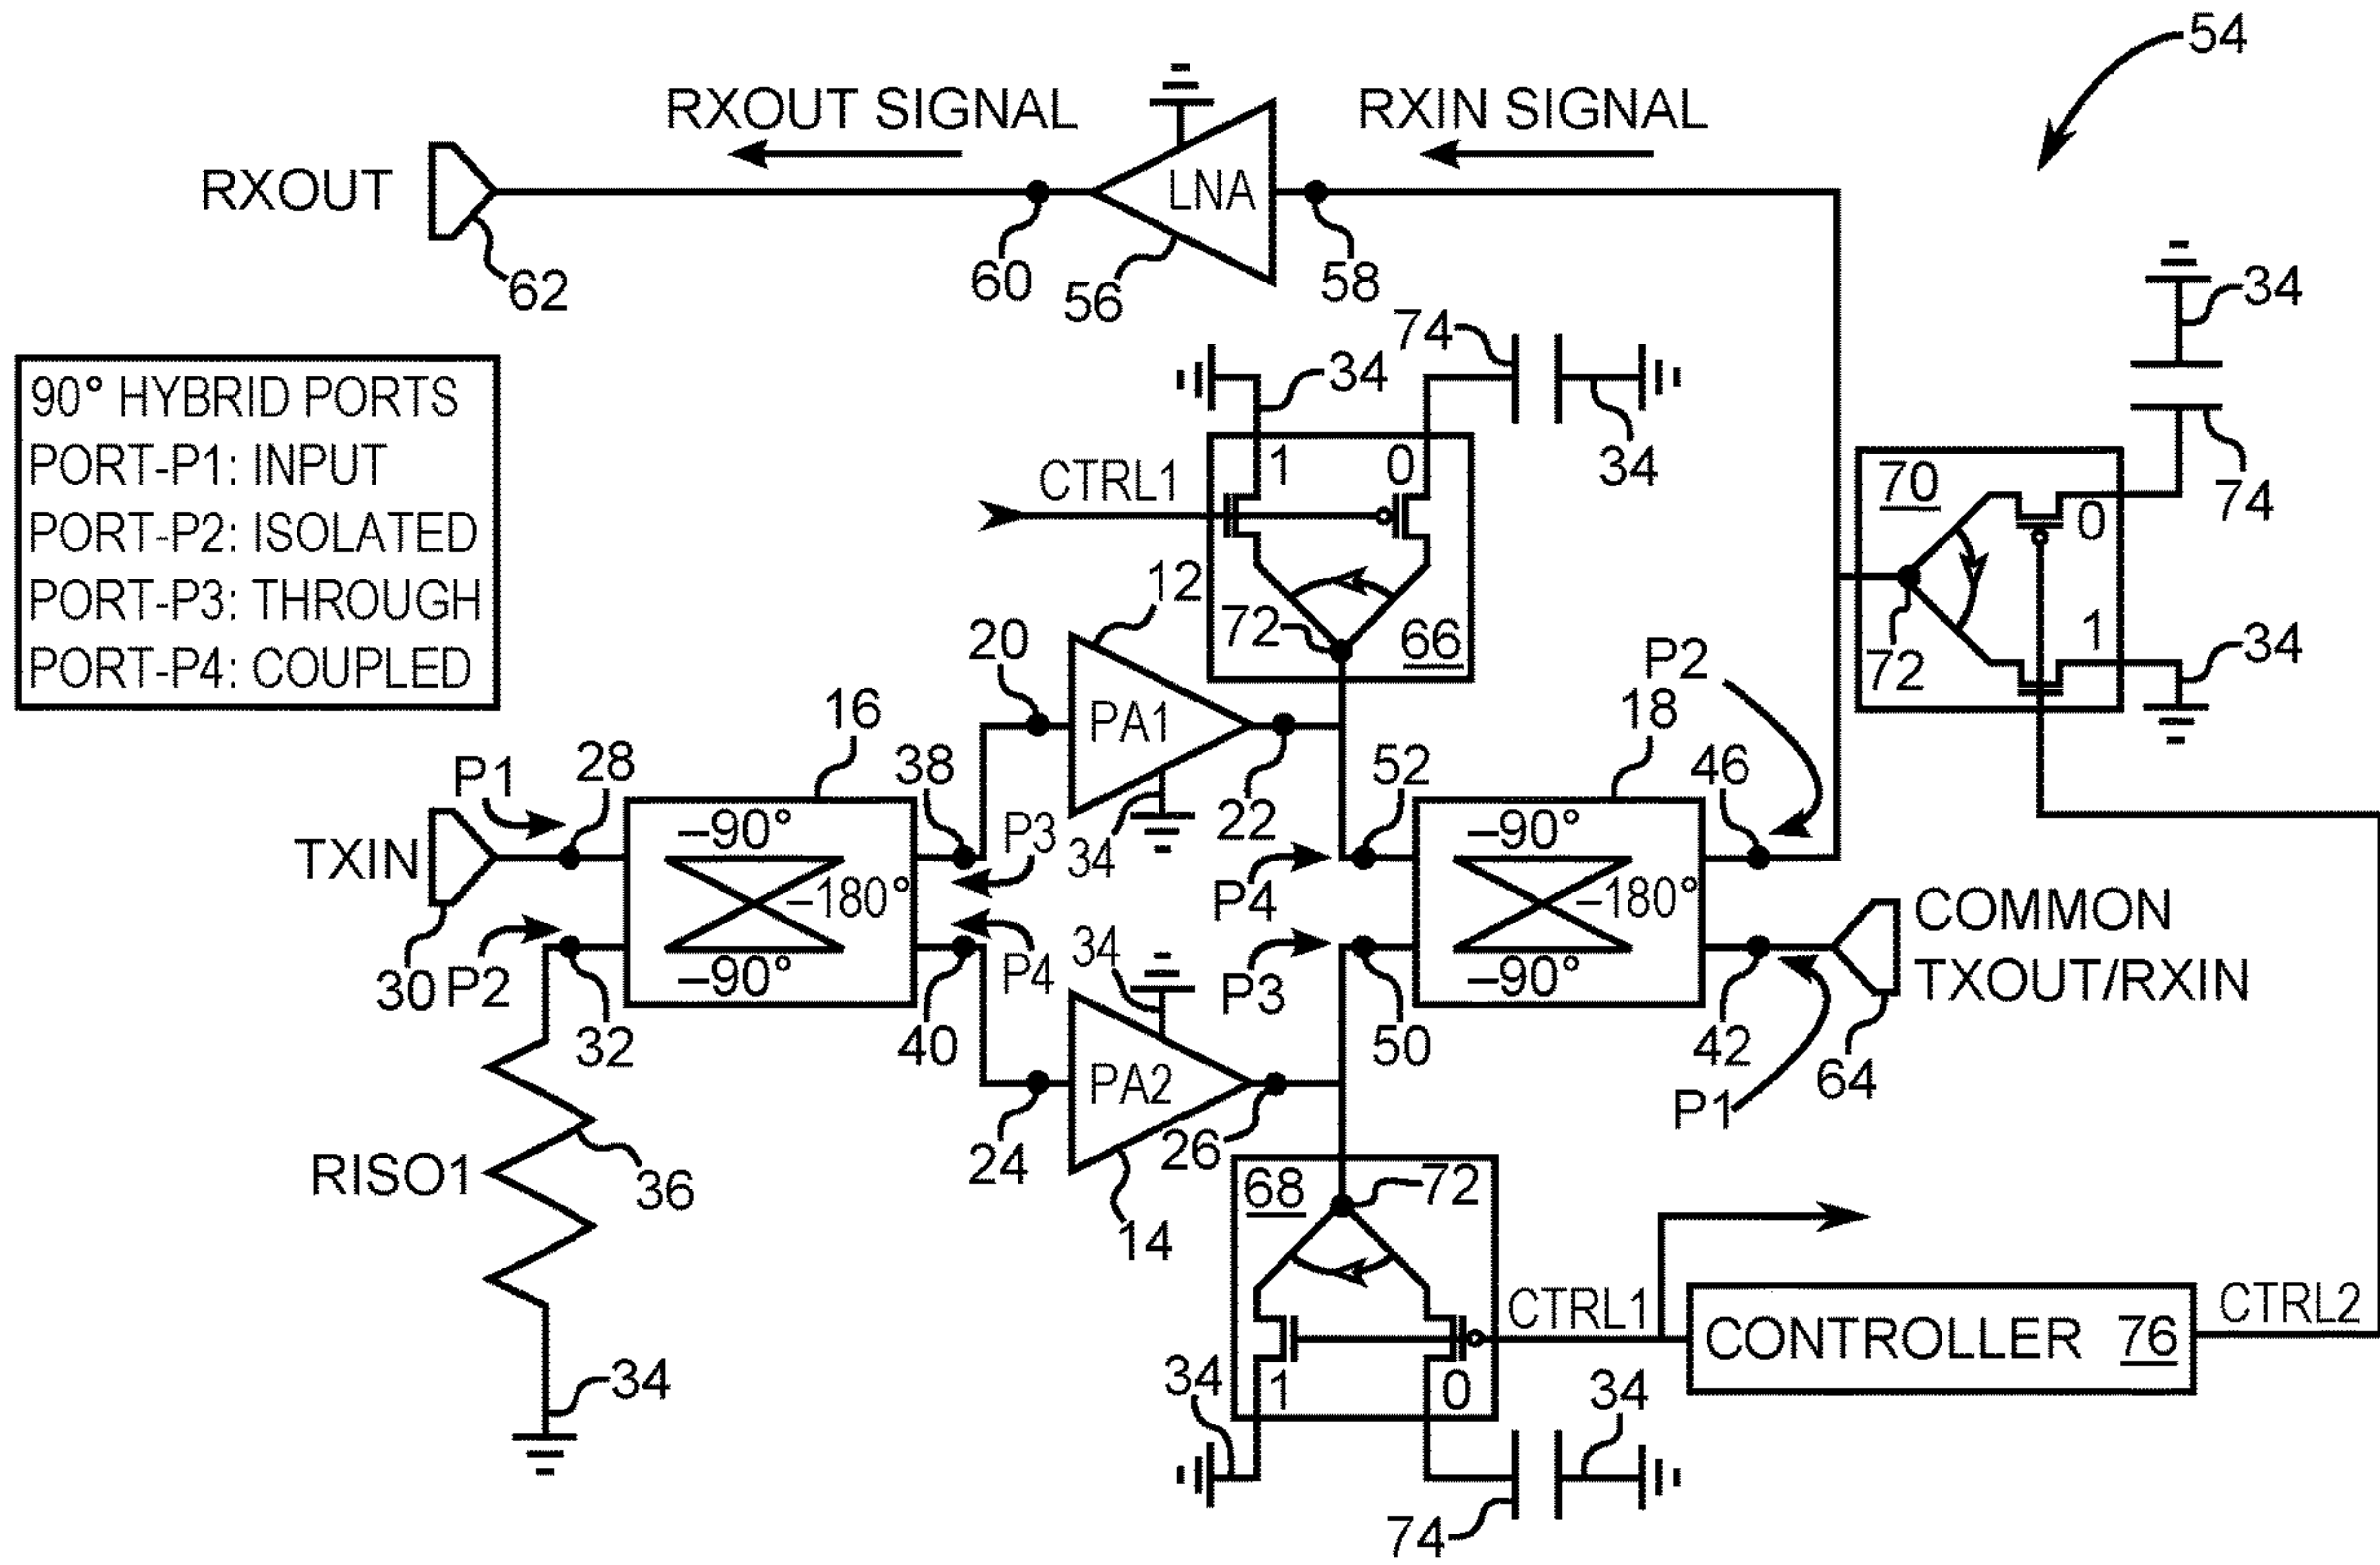 54
RXOUT SIGNAL
RXIN SIGNAL
RXOUT
LNA
62
60
56
58
34
74
34
34
74
90° HYBRID PORTS
PORT-P1: INPUT
PORT-P2: ISOLATED
PORT-P3: THROUGH
PORT-P4: COUPLED
CTRL1
1
0
72
66
70
0
1
72
34
12
20
PA1
22
34
16
P1
28
38
P3
TXIN
30
–90°
–180°
–90°
P2
32
40
P4
52
P4
P3
50
18
P2
46
–90°
–180°
–90°
42
P1
COMMON
TXOUT/RXIN
64
34
PA2
24
26
14
RISO1
36
34
68
72
1
0
34
34
74
CTRL1
CONTROLLER 76
CTRL2